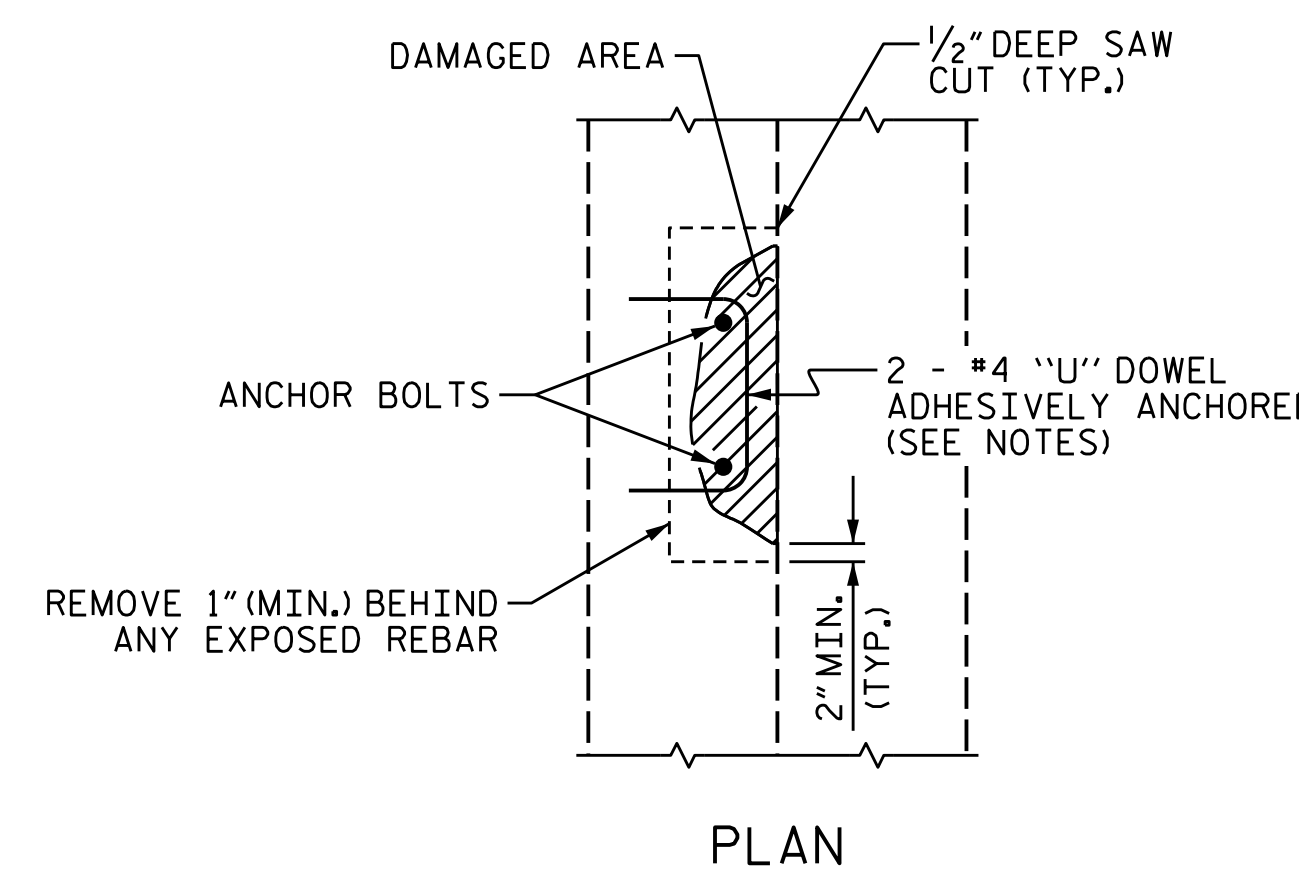 DAMAGED AREA
1/2" DEEP SAW
CUT (TYP.)
ANCHOR BOLTS
2 - #4 "U" DOWEL
ADHESIVELY
(SEE NOTES)
REMOVE 1" (MIN.) BEHIND
ANY EXPOSED REBAR
2" MIN.
(TYP.)
PLAN